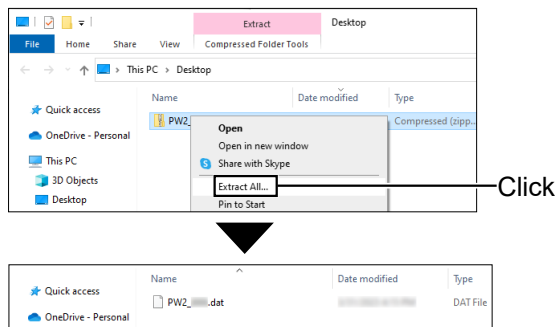 Extract Desktop
File Home Share View Compressed Folder Tools
This PC > Desktop
Name Date modified Type
Quick access
PW2_ Compressed (zipp...
OneDrive - Personal
Open
Open in new window
This PC
Share with Skype
3D Objects
Extract All... Click
Desktop
Pin to Start
Name Date modified Type
Quick access
PW2_ .dat DAT File
OneDrive - Personal